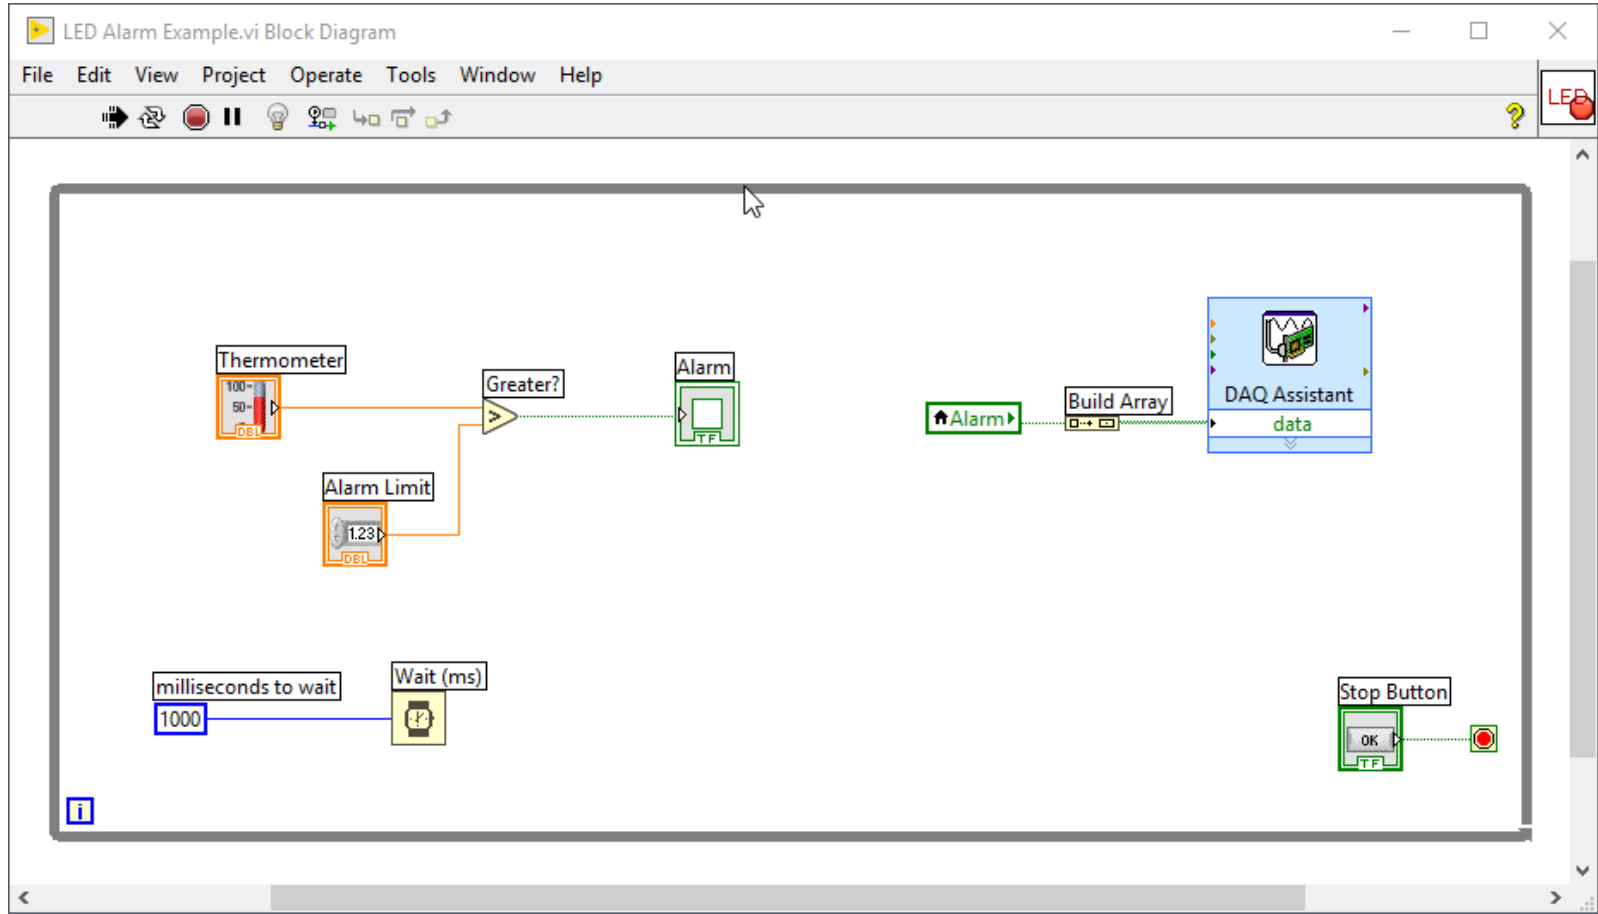 LED Alarm Example.vi Block Diagram
File Edit View Project Operate Tools Window Help
LED
Thermometer
100
50
DBL
Greater?
>
Alarm
TF
Alarm Limit
1.23
DBL
Alarm
Build Array
DAQ Assistant
data
milliseconds to wait
1000
Wait (ms)
Stop Button
OK
TF
i